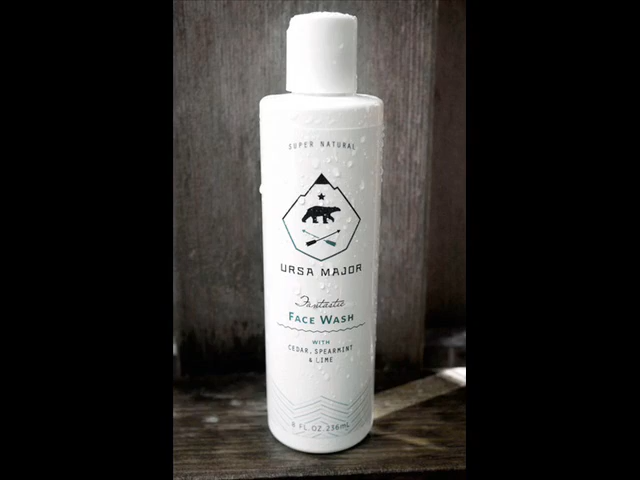 SUPER NATURAL
URSA MAJOR
Fantastic
FACE WASH
WITH
CEDAR, SPEARMINT
& LIME
8 FL OZ 236mL